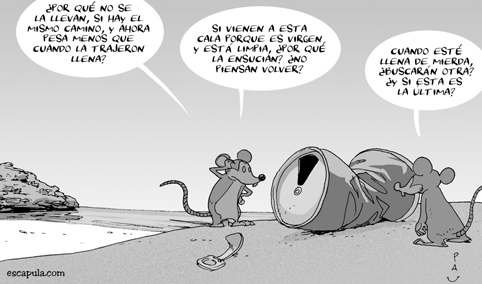 ¿POR QUÉ NO SE
LA LLEVAN, SI HAY EL
MISMO CAMINO, Y AHORA
PESA MENOS QUE
CUANDO LA TRAJERON
LLENA?
SI VIENEN A ESTA
CALA PORQUE ES VIRGEN,
Y ESTÁ LIMPIA, ¿POR QUÉ
LA ENSUCIAN? ¿NO
PIENSAN VOLVER?
CUANDO ESTÉ
LLENA DE MIERDA,
¿BUSCARÁN OTRA?
¿Y SI ESTA ES
LA ULTIMA?
escapula.com
P
A